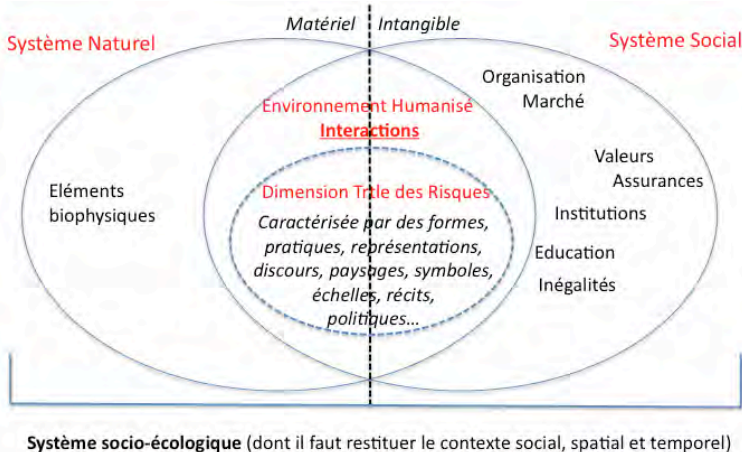 Matériel Intangible
Système Naturel
Système Social
Organisation
Marché
Environnement Humanisé
Interactions
Valeurs
Assurances
Eléments
biophysiques
Dimension Trtle des Risques
Caractérisée par des formes,
pratiques, représentations,
discours, paysages, symboles,
échelles, récits,
politiques...
Institutions
Education
Inégalités
Système socio-écologique (dont il faut restituer le contexte social, spatial et temporel)